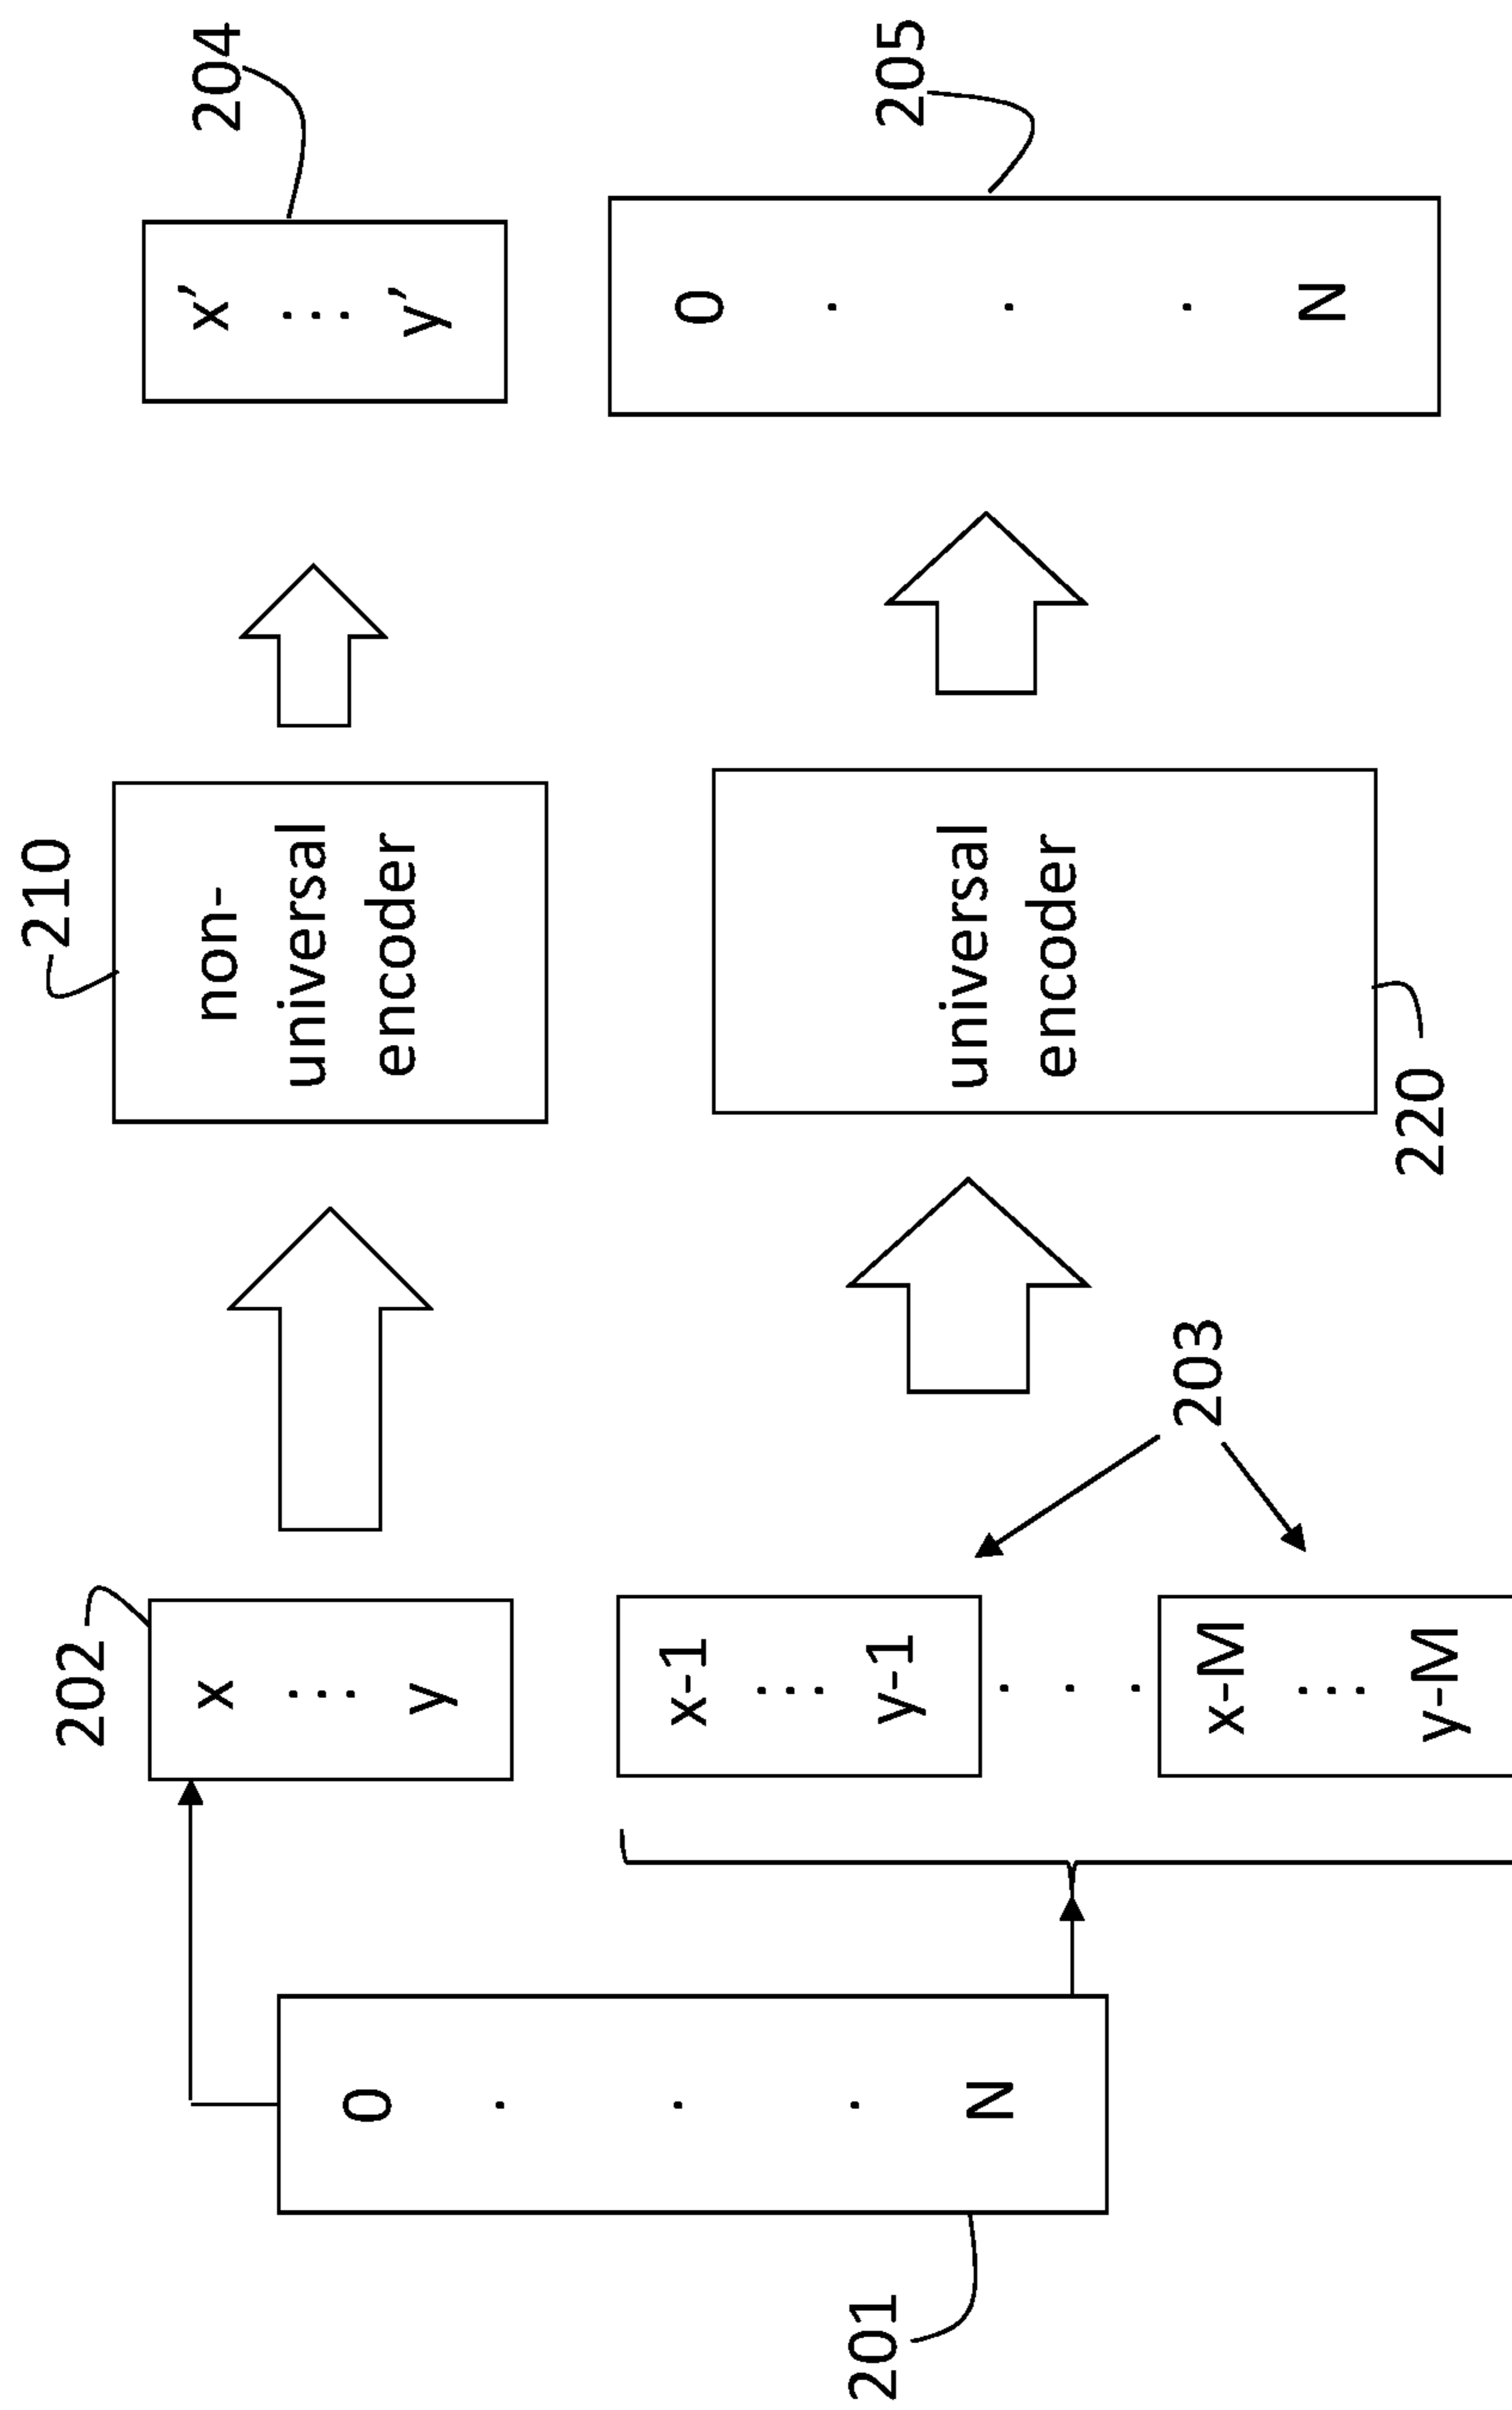 201
0
.
.
.
N
202
x
⋮
y
x-1
⋮
y-1
.
.
.
x-M
⋮
y-M
203
210
non-
universal
encoder
universal
encoder
220
204
x’
⋮
y’
205
0
.
.
.
N